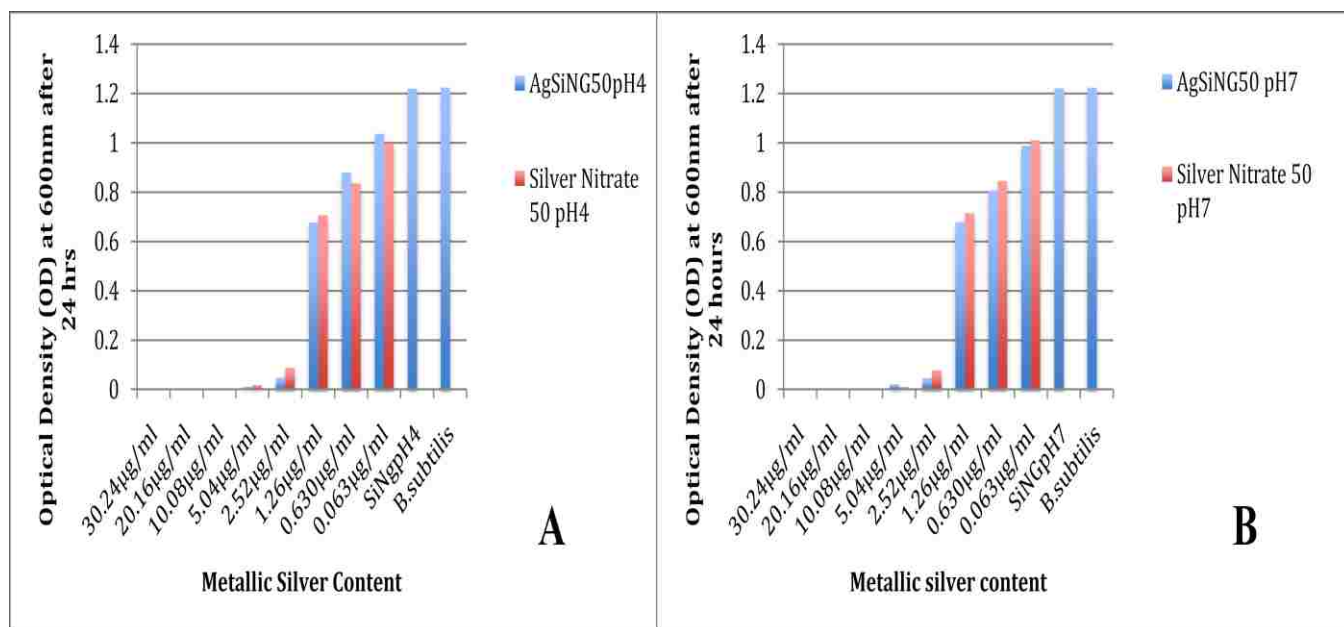 Optical Density (OD) at 600nm after
24 hrs
1.4
1.2
1
0.8
0.6
0.4
0.2
0
30.24µg/ml
20.16µg/ml
10.08µg/ml
5.04µg/ml
2.52µg/ml
1.26µg/ml
0.630µg/ml
0.063µg/ml
SiNgpH4
B.subtilis
Metallic Silver Content
AgSiNG50pH4
Silver Nitrate
50 pH4
A
Optical Density (OD) at 600nm after
24 hours
1.4
1.2
1
0.8
0.6
0.4
0.2
0
30.24µg/ml
20.16µg/ml
10.08µg/ml
5.04µg/ml
2.52µg/ml
1.26µg/ml
0.630µg/ml
0.063µg/ml
SiNGpH7
B.subtilis
Metallic silver content
AgSiNG50 pH7
Silver Nitrate 50
pH7
B